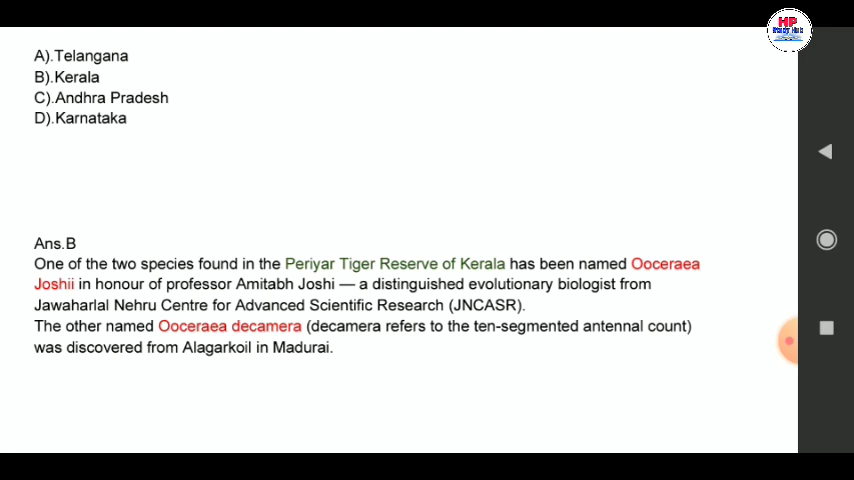 HP
Study Hub
A).Telangana
B).Kerala
C).Andhra Pradesh
D).Karnataka
Ans.B
One of the two species found in the Periyar Tiger Reserve of Kerala has been named Ooceraea
Joshii in honour of professor Amitabh Joshi — a distinguished evolutionary biologist from
Jawaharlal Nehru Centre for Advanced Scientific Research (JNCASR).
The other named Ooceraea decamera (decamera refers to the ten-segmented antennal count)
was discovered from Alagarkoil in Madurai.